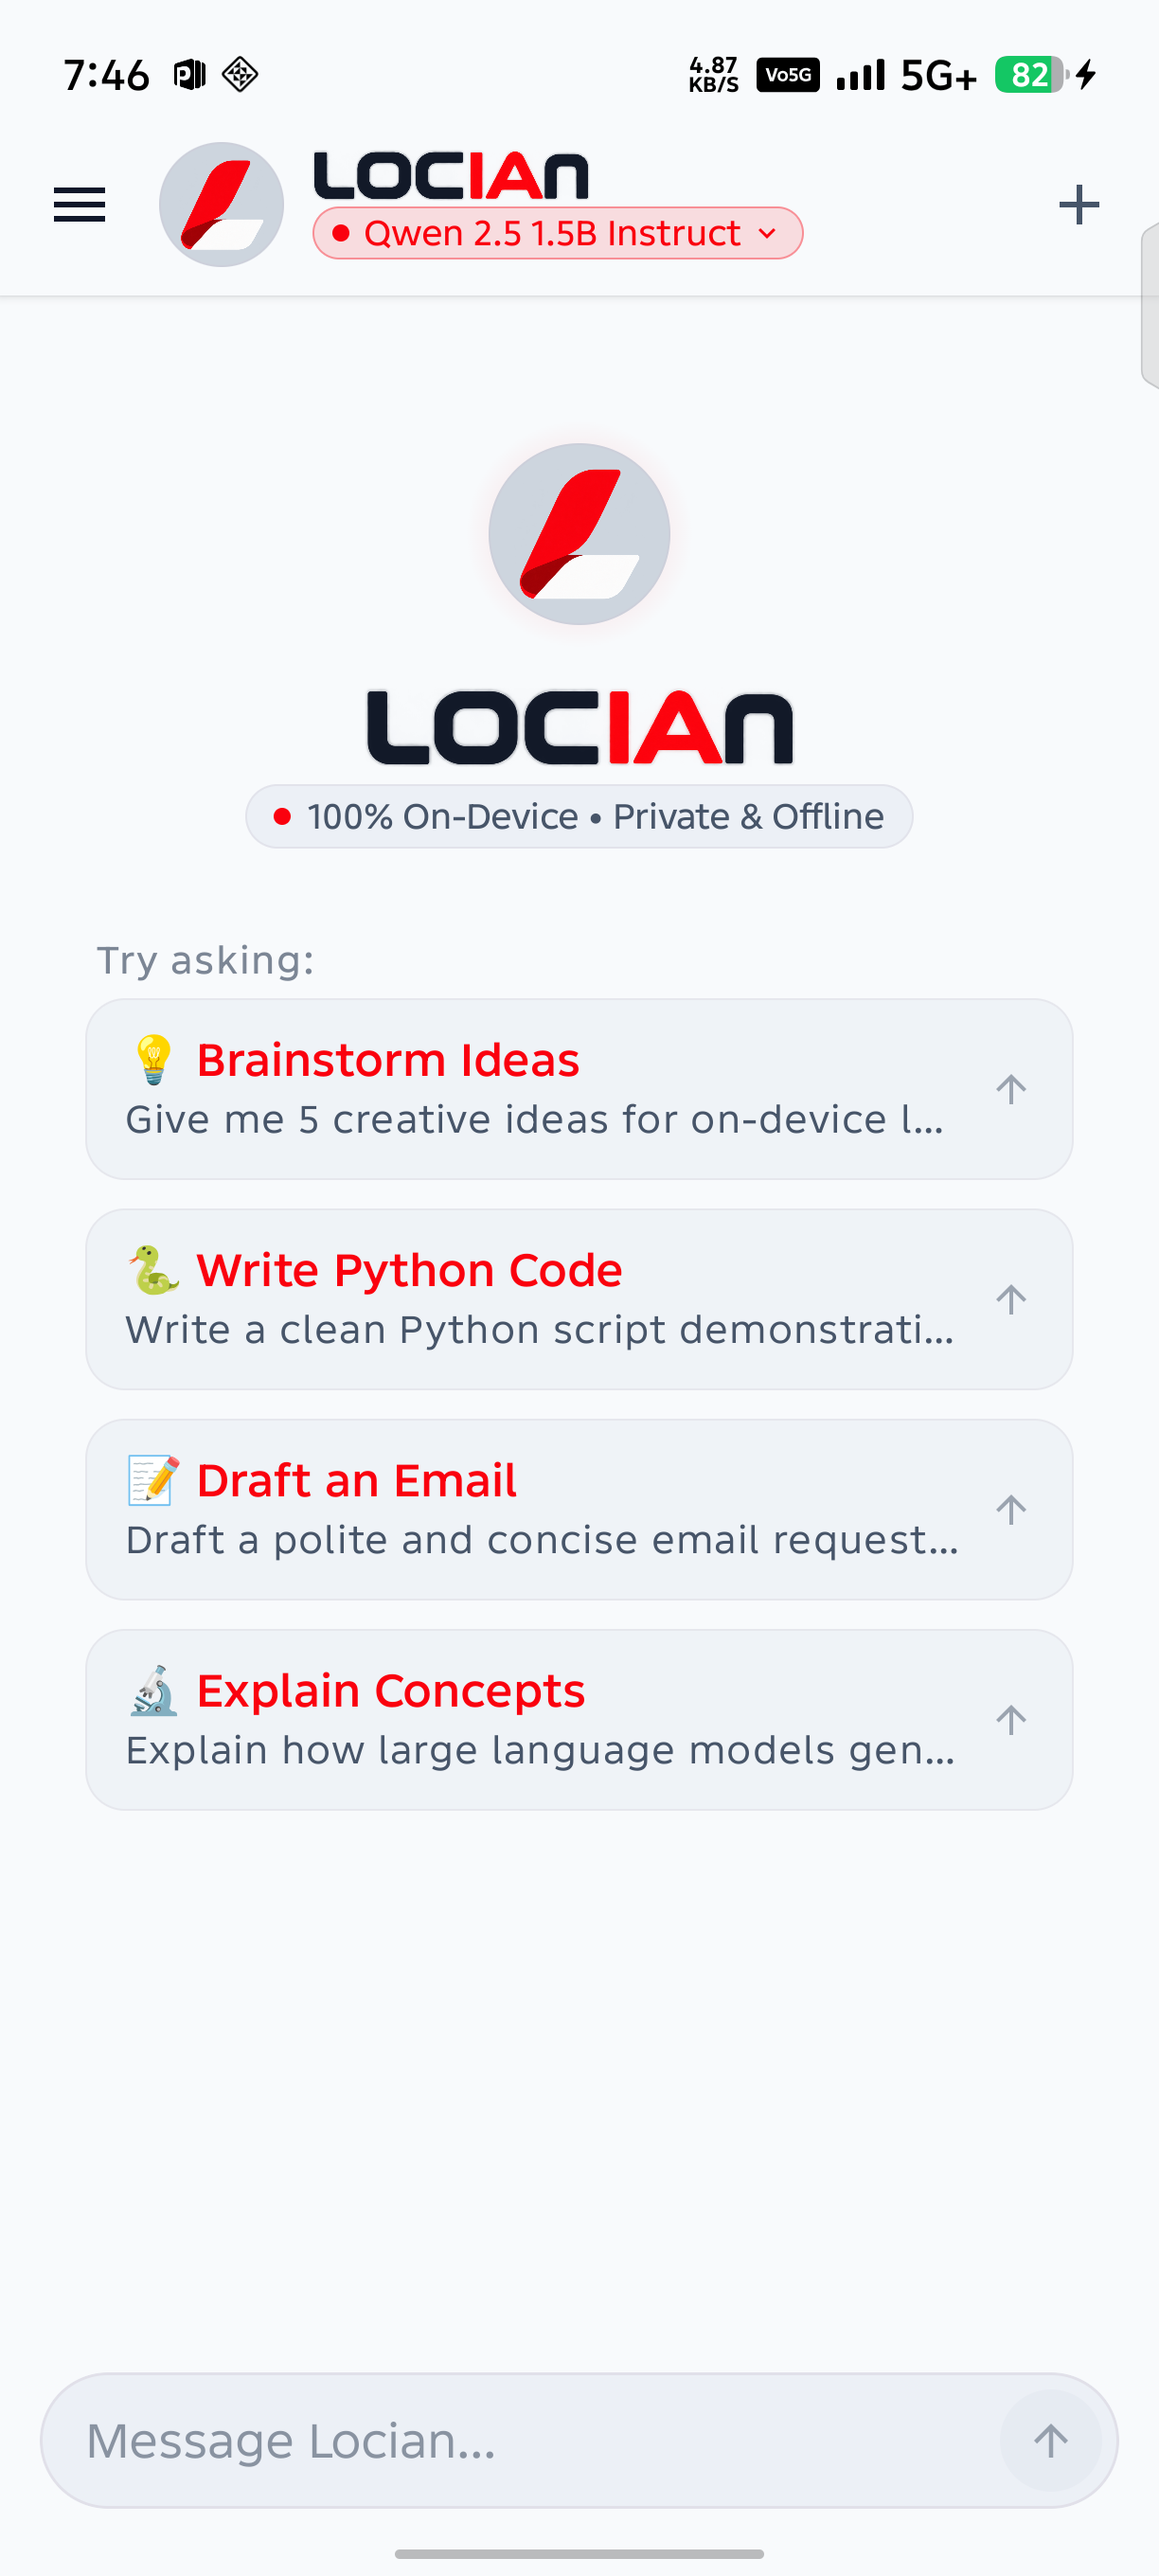 7:46
4.87
KB/S
Vo5G
5G+
82
LOCIAn
Qwen 2.5 1.5B Instruct
LOCIAn
100% On-Device • Private & Offline
Try asking:
💡 Brainstorm Ideas
Give me 5 creative ideas for on-device l...
🐍 Write Python Code
Write a clean Python script demonstrati...
📝 Draft an Email
Draft a polite and concise email request...
🔬 Explain Concepts
Explain how large language models gen...
Message Locian...